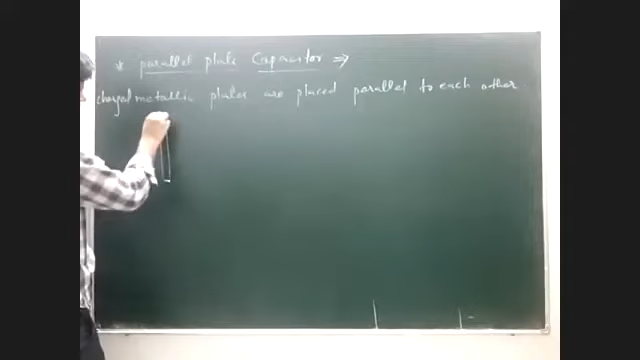 * parallel plate Capacitor ⇒
charged metallic plates are placed parallel to each other